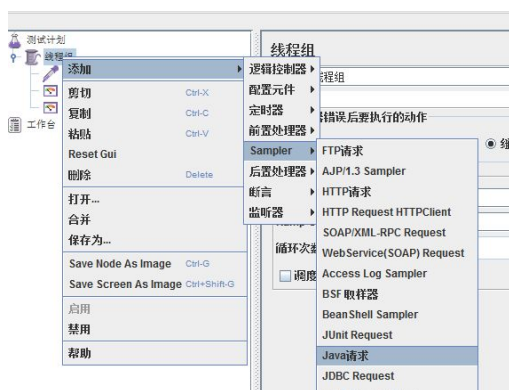 测试计划
线程组
工作台
添加
剪切 Ctrl-X
复制 Ctrl-C
粘贴 Ctrl-V
Reset Gui
删除 Delete
打开...
合并
保存为...
Save Node As Image Ctrl-G
Save Screen As Image Ctrl+Shift-G
启用
禁用
帮助
逻辑控制器
配置元件
定时器
前置处理器
Sampler
后置处理器
断言
监听器
FTP请求
AJP/1.3 Sampler
HTTP请求
HTTP Request HTTPClient
SOAP/XML-RPC Request
WebService(SOAP) Request
Access Log Sampler
BSF 取样器
BeanShell Sampler
JUnit Request
Java请求
JDBC Request
线程组
程组
错误后要执行的动作
循环次数
调度